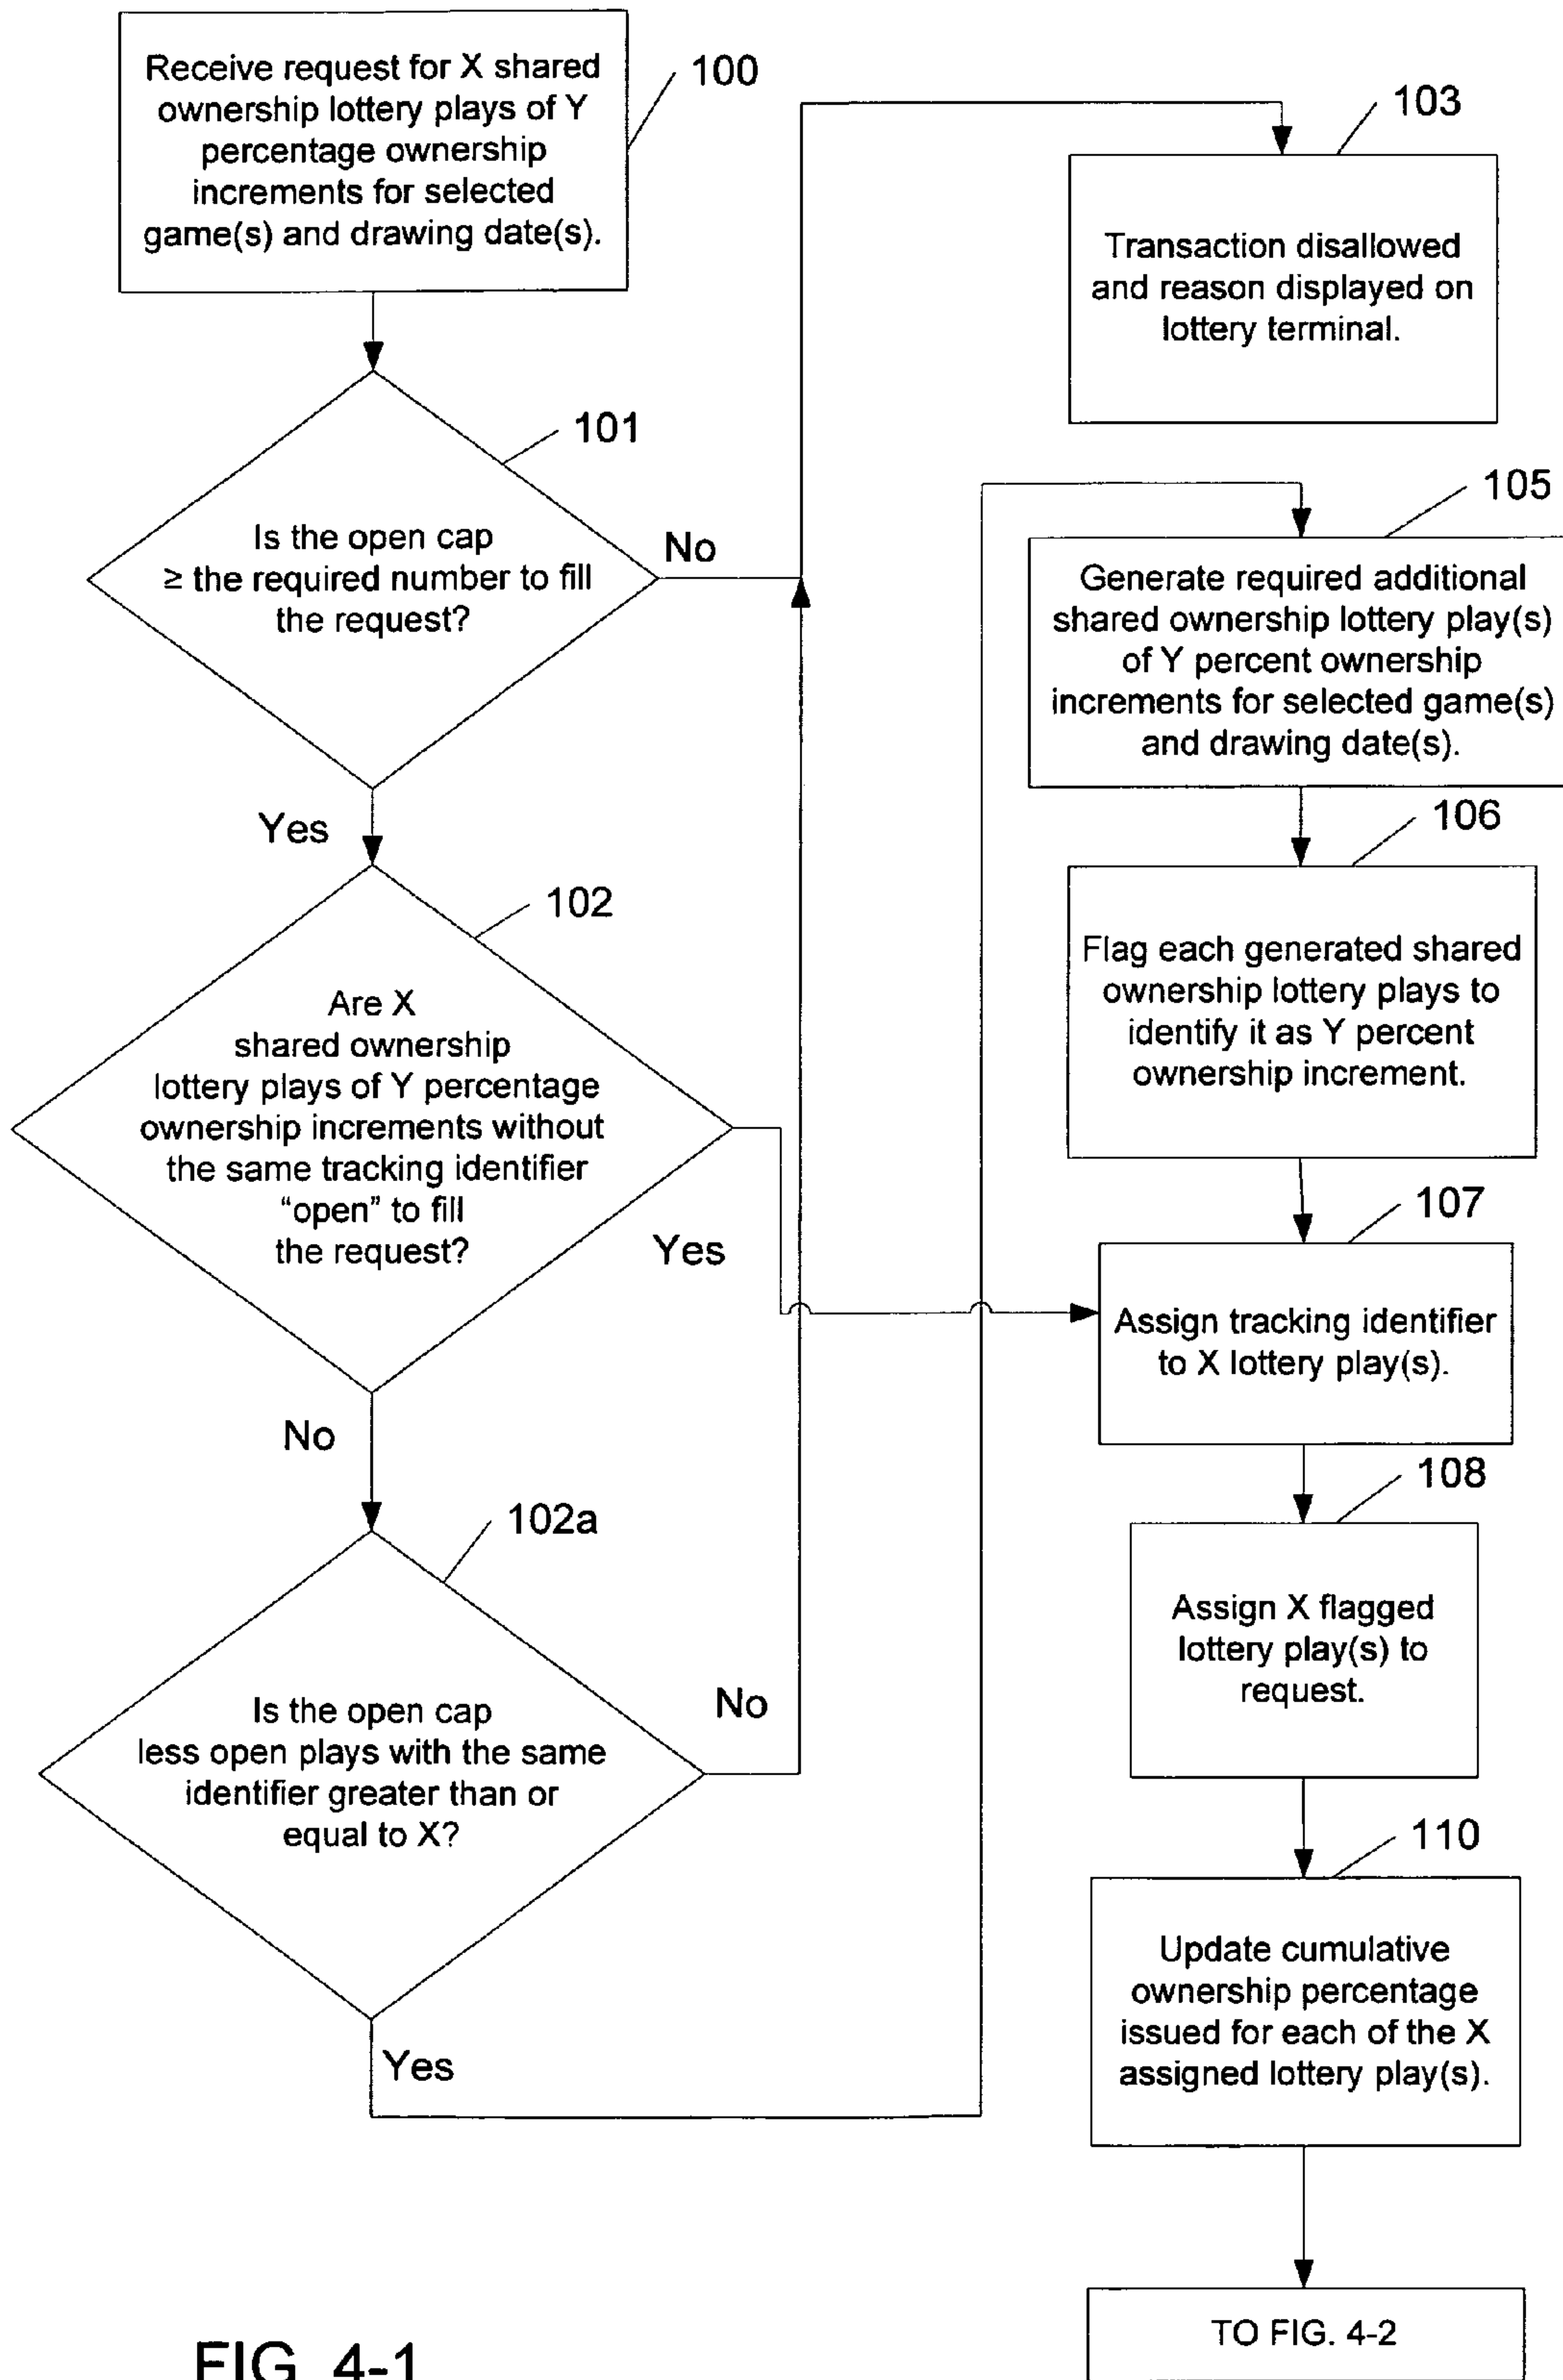 Receive request for X shared
ownership lottery plays of Y
percentage ownership
increments for selected
game(s) and drawing date(s).
100
101
Is the open cap
≥ the required number to fill
the request?
No
Yes
102
Are X
shared ownership
lottery plays of Y percentage
ownership increments without
the same tracking identifier
“open” to fill
the request?
Yes
No
102a
Is the open cap
less open plays with the same
identifier greater than or
equal to X?
No
Yes
103
Transaction disallowed
and reason displayed on
lottery terminal.
105
Generate required additional
shared ownership lottery play(s)
of Y percent ownership
increments for selected game(s)
and drawing date(s).
106
Flag each generated shared
ownership lottery plays to
identify it as Y percent
ownership increment.
107
Assign tracking identifier
to X lottery play(s).
108
Assign X flagged
lottery play(s) to
request.
110
Update cumulative
ownership percentage
issued for each of the X
assigned lottery play(s).
TO FIG. 4-2
FIG. 4-1